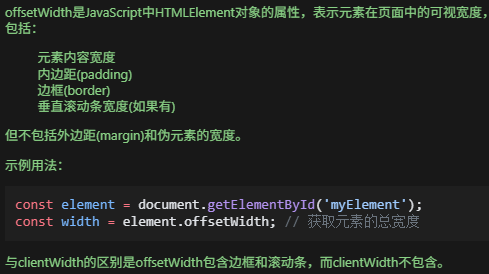 offsetWidth是JavaScript中HTMLElement对象的属性，表示元素在页面中的可视宽度，
包括：
元素内容宽度
内边距(padding)
边框(border)
垂直滚动条宽度(如果有)
但不包括外边距(margin)和伪元素的宽度。
示例用法：
const element = document.getElementById('myElement');
const width = element.offsetWidth; // 获取元素的总宽度
与clientWidth的区别是offsetWidth包含边框和滚动条，而clientWidth不包含。